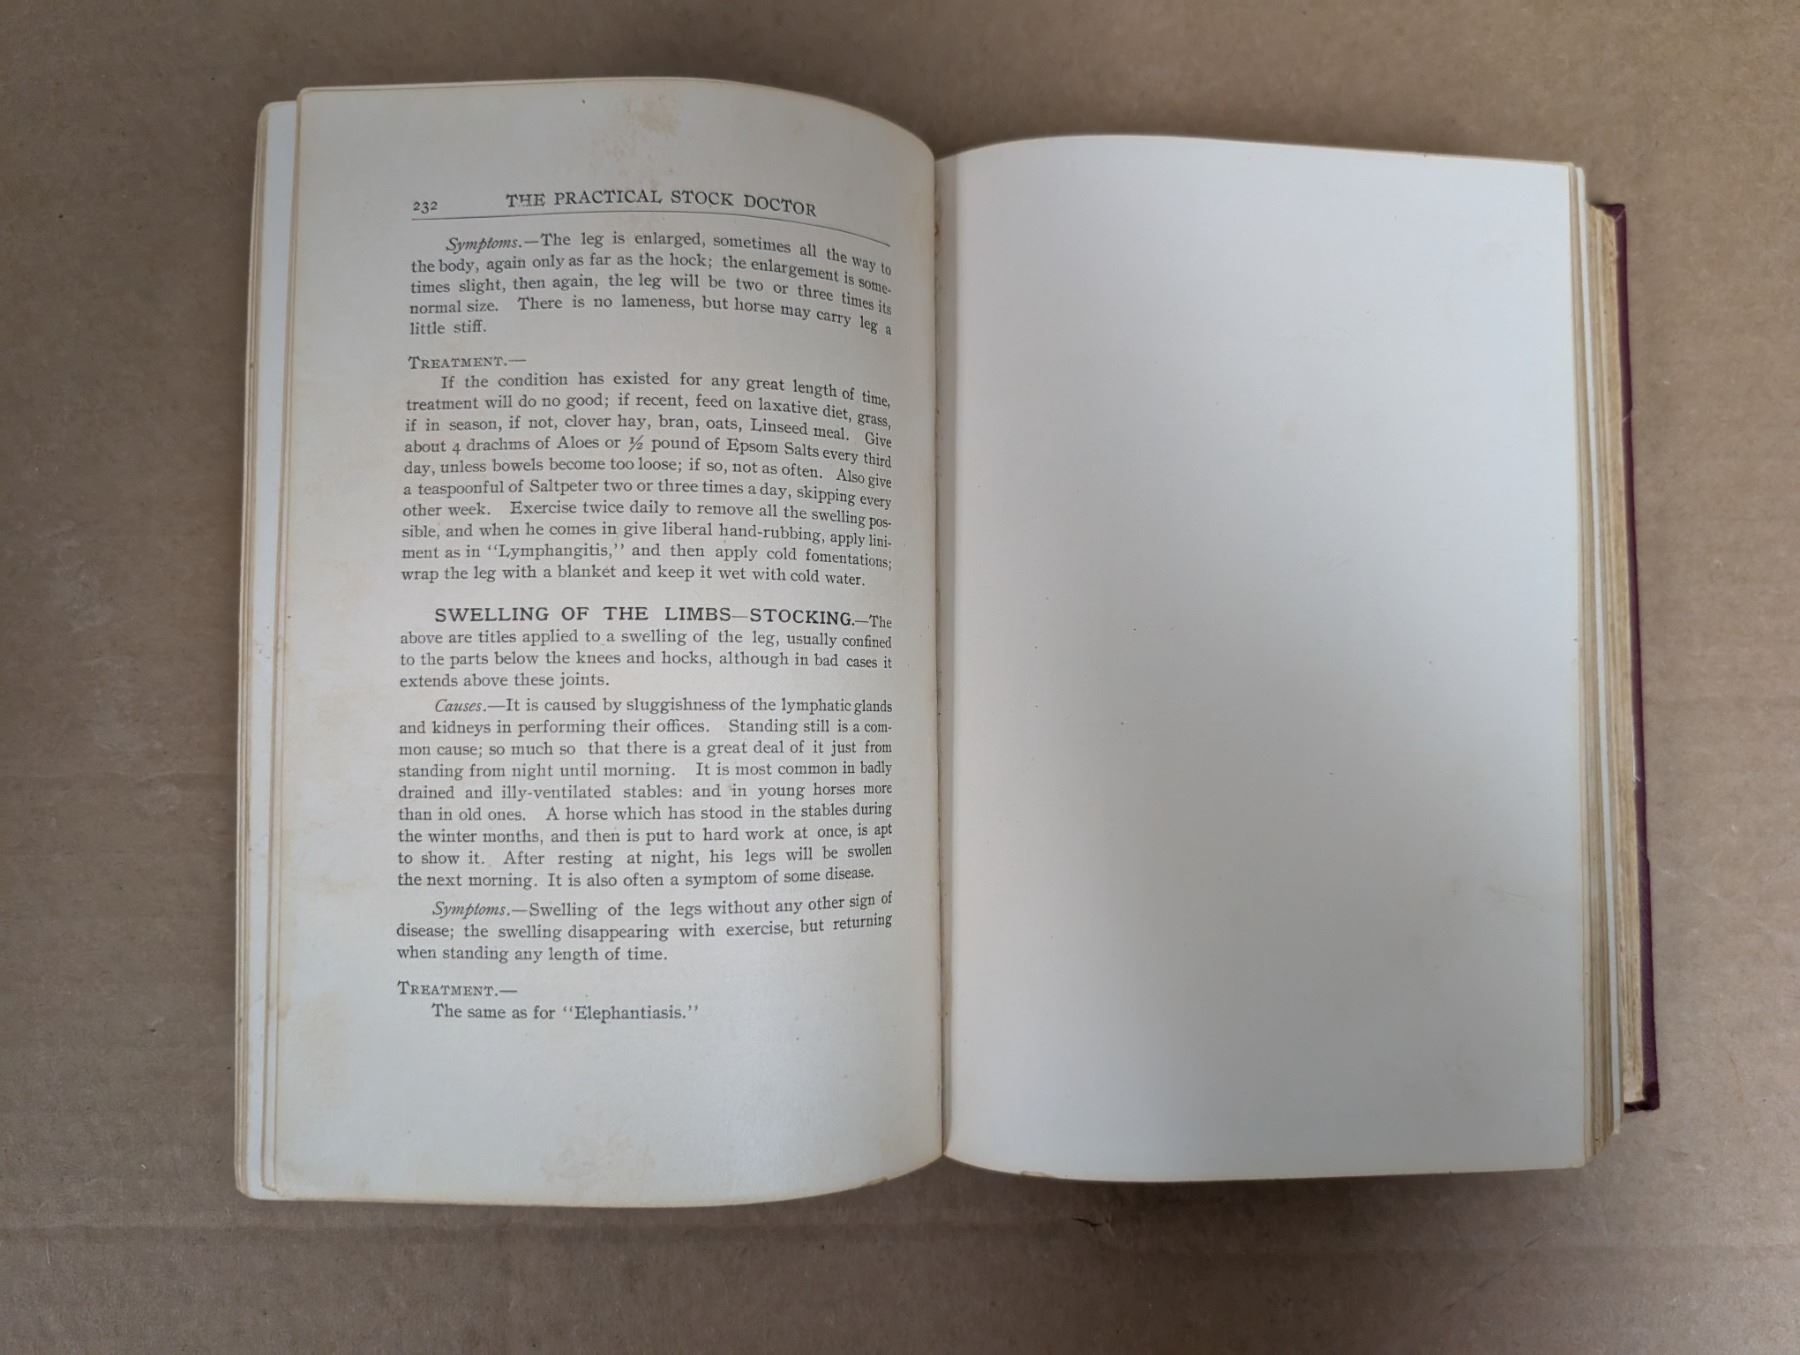 232 THE PRACTICAL STOCK DOCTOR
Symptoms.—The leg is enlarged, sometimes all the way to
the body, again only as far as the hock; the enlargement is some-
times slight, then again, the leg will be two or three times its
normal size. There is no lameness, but horse may carry leg a
little stiff.
TREATMENT.—
If the condition has existed for any great length of time,
treatment will do no good; if recent, feed on laxative diet, grass,
if in season, if not, clover hay, bran, oats, Linseed meal. Give
about 4 drachms of Aloes or ½ pound of Epsom Salts every third
day, unless bowels become too loose; if so, not as often. Also give
a teaspoonful of Saltpeter two or three times a day, skipping every
other week. Exercise twice daily to remove all the swelling pos-
sible, and when he comes in give liberal hand-rubbing, apply lini-
ment as in "Lymphangitis," and then apply cold fomentations;
wrap the leg with a blanket and keep it wet with cold water.
SWELLING OF THE LIMBS—STOCKING.—The
above are titles applied to a swelling of the leg, usually confined
to the parts below the knees and hocks, although in bad cases it
extends above these joints.
Causes.—It is caused by sluggishness of the lymphatic glands
and kidneys in performing their offices. Standing still is a com-
mon cause; so much so that there is a great deal of it just from
standing from night until morning. It is most common in badly
drained and illy-ventilated stables: and in young horses more
than in old ones. A horse which has stood in the stables during
the winter months, and then is put to hard work at once, is apt
to show it. After resting at night, his legs will be swollen
the next morning. It is also often a symptom of some disease.
Symptoms.—Swelling of the legs without any other sign of
disease; the swelling disappearing with exercise, but returning
when standing any length of time.
TREATMENT.—
The same as for "Elephantiasis."